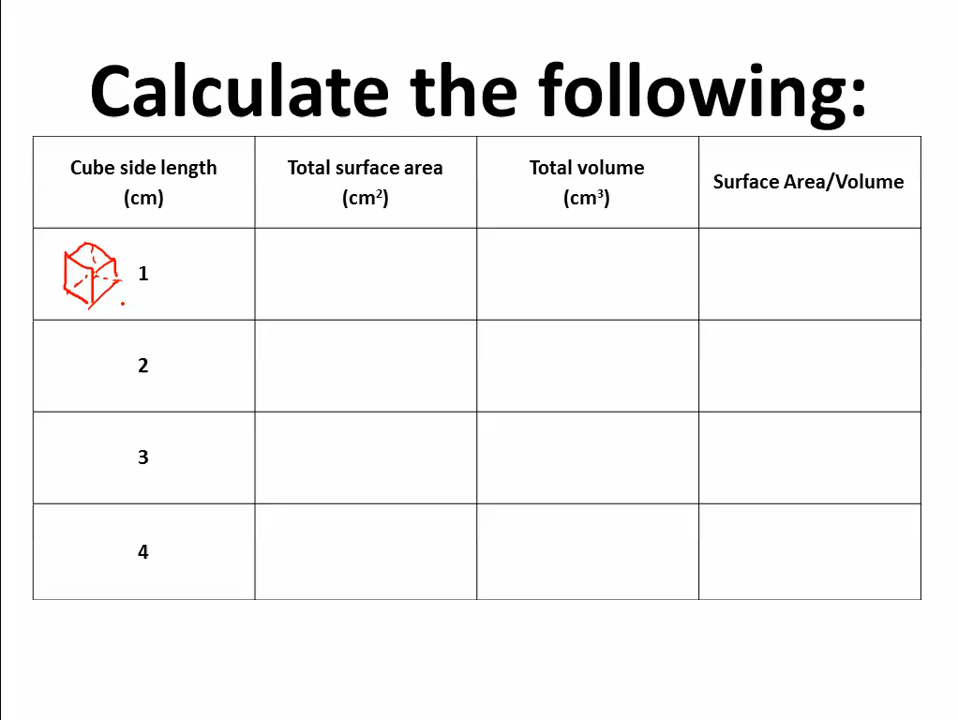 Calculate the following:
Cube side length
(cm)
Total surface area
(cm²)
Total volume
(cm³)
Surface Area/Volume
1
2
3
4